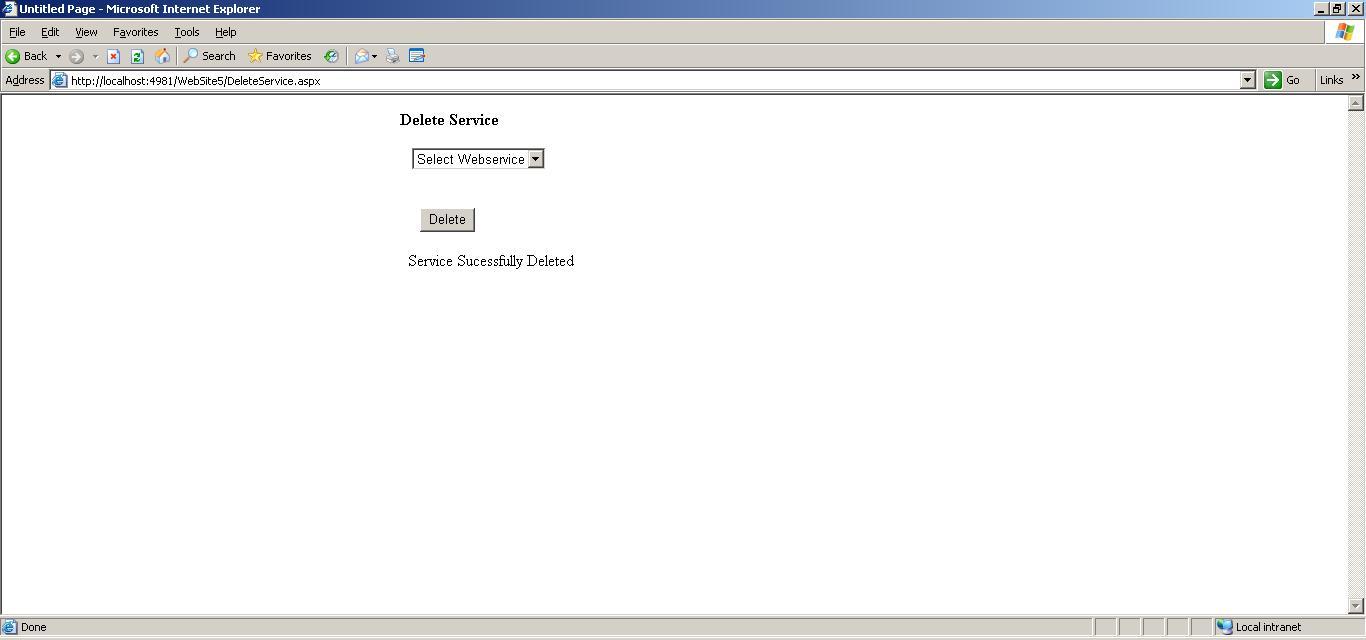 Untitled Page - Microsoft Internet Explorer
File Edit View Favorites Tools Help
Back Search Favorites
Address http://localhost:4981/WebSite5/DeleteService.aspx Go Links »
Delete Service
Select Webservice
Delete
Service Sucessfully Deleted
Done Local intranet